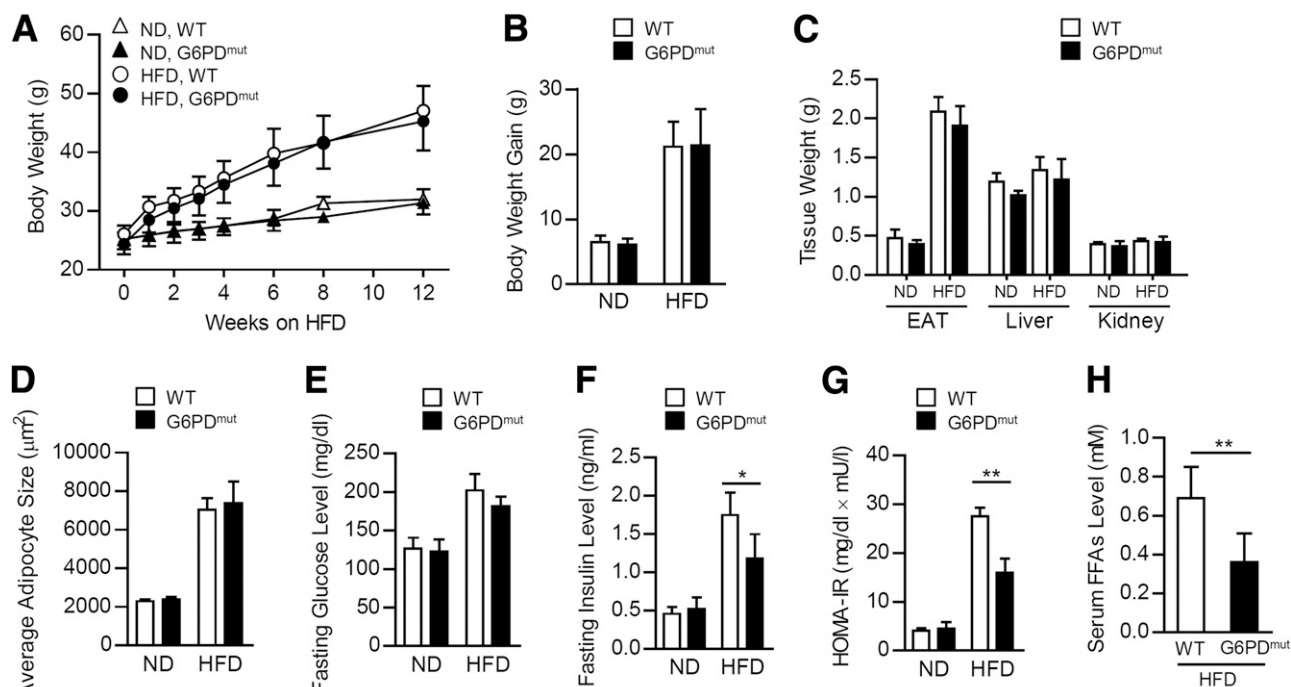 A
Body Weight (g)
60
50
40
30
20
ND, WT
ND, G6PDmut
HFD, WT
HFD, G6PDmut
0 2 4 6 8 10 12
Weeks on HFD
B
WT
G6PDmut
Body Weight Gain (g)
30
20
10
0
ND HFD
C
WT
G6PDmut
Tissue Weight (g)
2.5
2.0
1.5
1.0
0.5
0.0
ND HFD ND HFD ND HFD
EAT Liver Kidney
D
WT
G6PDmut
Average Adipocyte Size (μm2)
10000
8000
6000
4000
2000
0
ND HFD
E
WT
G6PDmut
Fasting Glucose Level (mg/dl)
250
200
150
100
50
0
ND HFD
F
WT
G6PDmut
Fasting Insulin Level (ng/ml)
2.5
2.0
1.5
1.0
0.5
0.0
*
ND HFD
G
WT
G6PDmut
HOMA-IR (mg/dl × mU/l)
40
30
20
10
0
**
ND HFD
H
Serum FFAs Level (mM)
1.0
0.8
0.6
0.4
0.2
0.0
**
WT G6PDmut
HFD